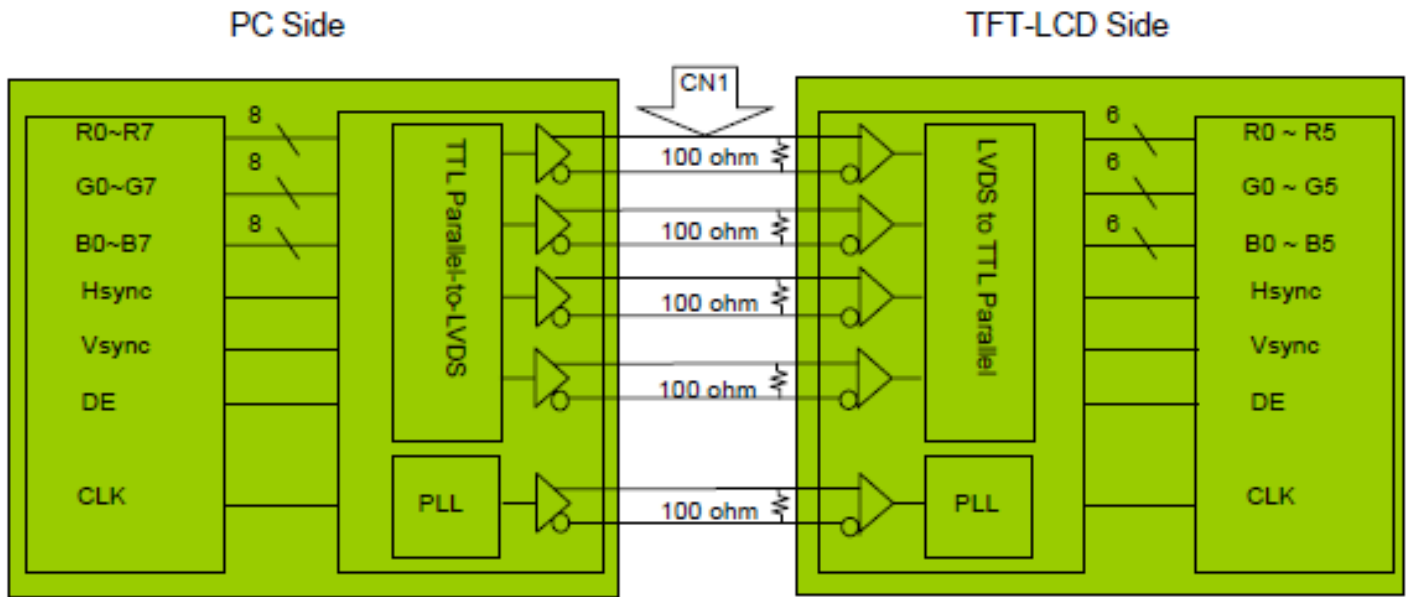 PC Side
TFT-LCD Side
CN1
R0~R7
8
G0~G7
8
B0~B7
8
Hsync
Vsync
DE
CLK
TTL Parallel-to-LVDS
PLL
100 ohm
100 ohm
100 ohm
100 ohm
100 ohm
LVDS to TTL Parallel
PLL
6
R0 ~ R5
6
G0 ~ G5
6
B0 ~ B5
Hsync
Vsync
DE
CLK